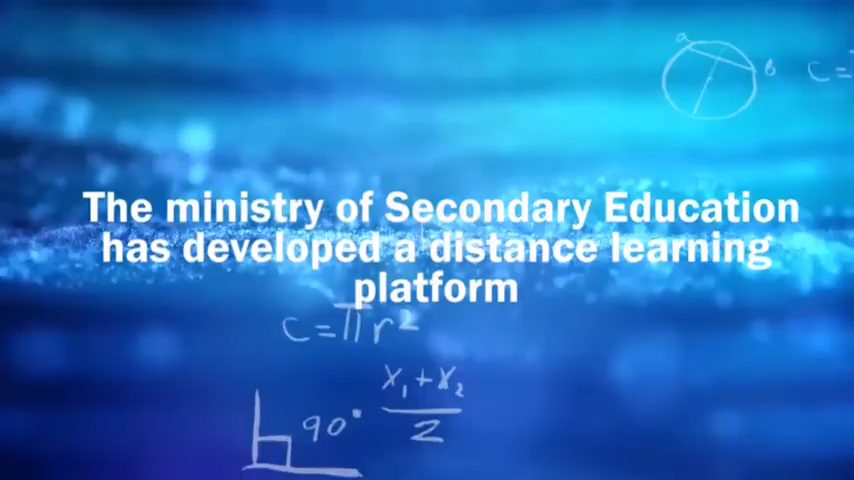 a
b
c=
The ministry of Secondary Education
has developed a distance learning
platform
c=πr²
x₁+x₂
2
90°